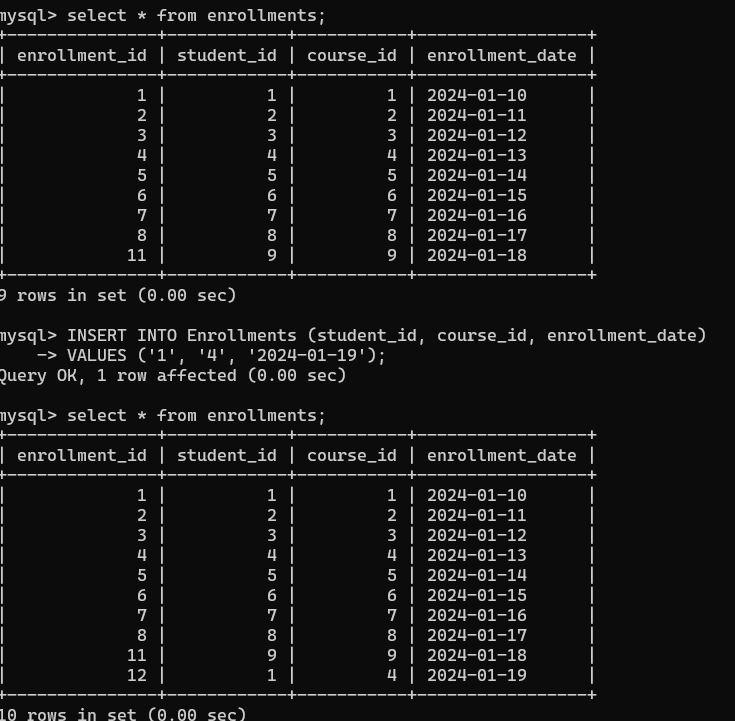 mysql> select * from enrollments;
+---------------+------------+-----------+-----------------+
| enrollment_id | student_id | course_id | enrollment_date |
+---------------+------------+-----------+-----------------+
|             1 |          1 |         1 | 2024-01-10      |
|             2 |          2 |         2 | 2024-01-11      |
|             3 |          3 |         3 | 2024-01-12      |
|             4 |          4 |         4 | 2024-01-13      |
|             5 |          5 |         5 | 2024-01-14      |
|             6 |          6 |         6 | 2024-01-15      |
|             7 |          7 |         7 | 2024-01-16      |
|             8 |          8 |         8 | 2024-01-17      |
|            11 |          9 |         9 | 2024-01-18      |
+---------------+------------+-----------+-----------------+
9 rows in set (0.00 sec)

mysql> INSERT INTO Enrollments (student_id, course_id, enrollment_date)
    -> VALUES ('1', '4', '2024-01-19');
Query OK, 1 row affected (0.00 sec)

mysql> select * from enrollments;
+---------------+------------+-----------+-----------------+
| enrollment_id | student_id | course_id | enrollment_date |
+---------------+------------+-----------+-----------------+
|             1 |          1 |         1 | 2024-01-10      |
|             2 |          2 |         2 | 2024-01-11      |
|             3 |          3 |         3 | 2024-01-12      |
|             4 |          4 |         4 | 2024-01-13      |
|             5 |          5 |         5 | 2024-01-14      |
|             6 |          6 |         6 | 2024-01-15      |
|             7 |          7 |         7 | 2024-01-16      |
|             8 |          8 |         8 | 2024-01-17      |
|            11 |          9 |         9 | 2024-01-18      |
|            12 |          1 |         4 | 2024-01-19      |
+---------------+------------+-----------+-----------------+
10 rows in set (0.00 sec)